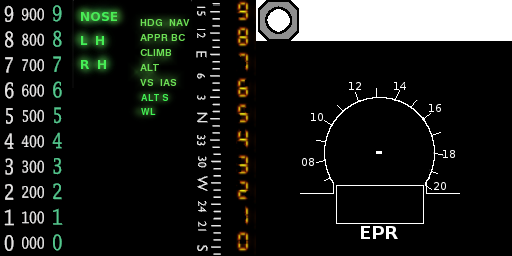 9 900 9
8 800 8
7 700 7
6 600 6
5 500 5
4 400 4
3 300 3
2 200 2
1 100 1
0 000 0
NOSE
L H
R H
HDG NAV
APPR BC
CLIMB
ALT
VS IAS
ALT S
WL
15
12
E
6
3
N
33
30
W
24
21
S
9
8
7
6
5
4
3
2
1
0
08
10
12
14
16
18
20
EPR